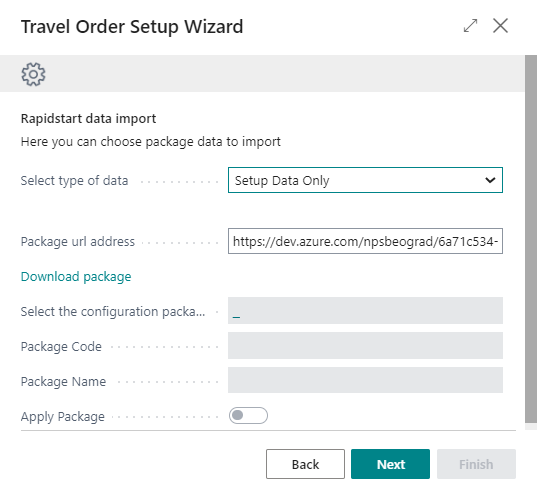 Travel Order Setup Wizard
Rapidstart data import
Here you can choose package data to import
Select type of data
Setup Data Only
Package url address
https://dev.azure.com/npsbeograd/6a71c534-
Download package
Select the configuration packa...
_
Package Code
Package Name
Apply Package
Back
Next
Finish